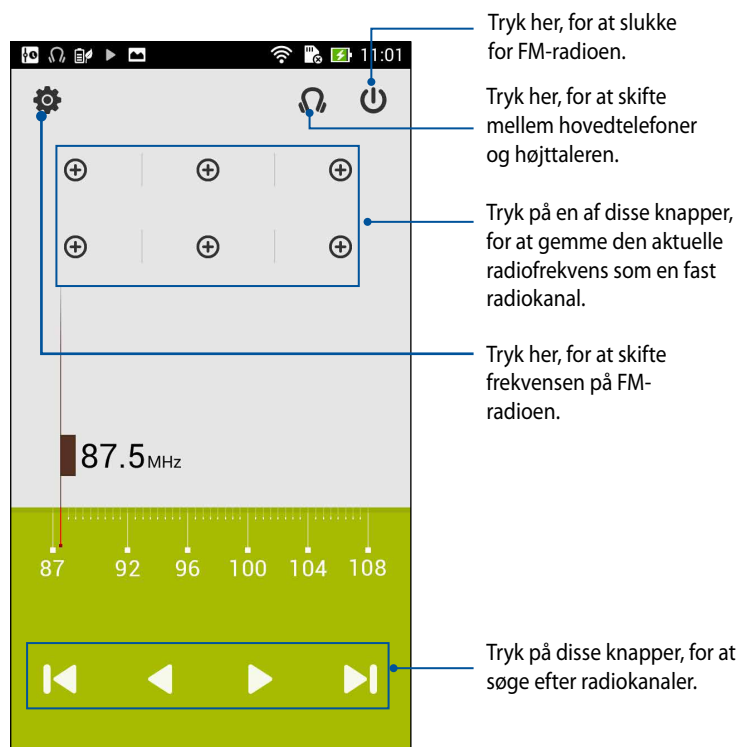 Tryk her, for at slukke
for FM-radioen.
11:01
Tryk her, for at skifte
mellem hovedtelefoner
og højttaleren.
Tryk på en af disse knapper,
for at gemme den aktuelle
radiofrekvens som en fast
radiokanal.
Tryk her, for at skifte
frekvensen på FM-
radioen.
87.5MHz
87 92 96 100 104 108
Tryk på disse knapper, for at
søge efter radiokanaler.